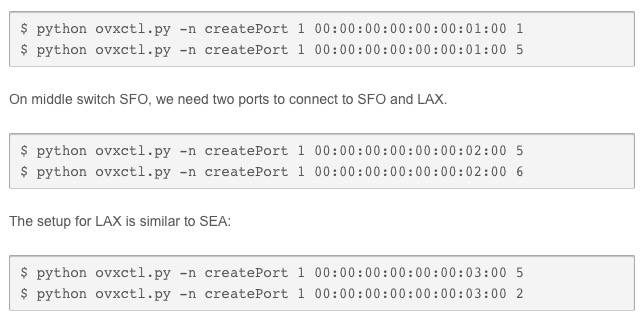 $ python ovxctl.py -n createPort 1 00:00:00:00:00:00:01:00 1
$ python ovxctl.py -n createPort 1 00:00:00:00:00:00:01:00 5
On middle switch SFO, we need two ports to connect to SFO and LAX.
$ python ovxctl.py -n createPort 1 00:00:00:00:00:00:02:00 5
$ python ovxctl.py -n createPort 1 00:00:00:00:00:00:02:00 6
The setup for LAX is similar to SEA:
$ python ovxctl.py -n createPort 1 00:00:00:00:00:00:03:00 5
$ python ovxctl.py -n createPort 1 00:00:00:00:00:00:03:00 2